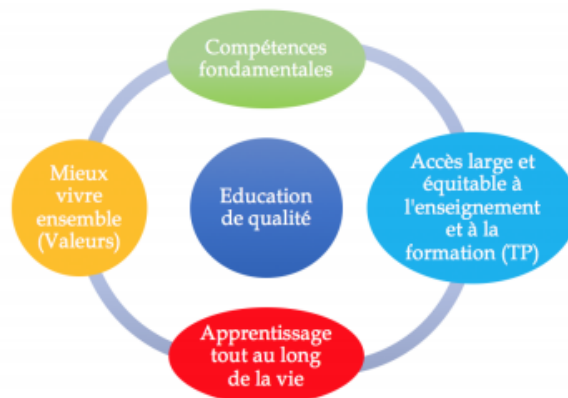 Compétences
fondamentales
Mieux
vivre
ensemble
(Valeurs)
Education
de qualité
Accès large et
équitable à
l'enseignement
et à la
formation (TP)
Apprentissage
tout au long
de la vie